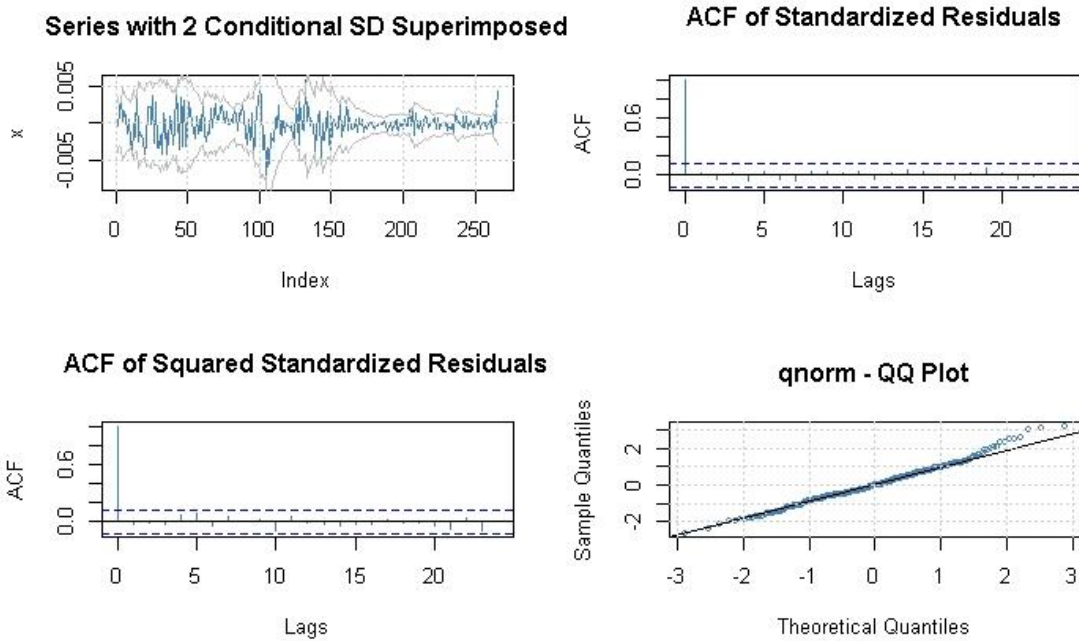 Series with 2 Conditional SD Superimposed
x
0.005
-0.005
0 50 100 150 200 250
Index
ACF of Standardized Residuals
ACF
0.6
0.0
0 5 10 15 20
Lags
ACF of Squared Standardized Residuals
ACF
0.6
0.0
0 5 10 15 20
Lags
qnorm - QQ Plot
Sample Quantiles
2
0
-2
-3 -2 -1 0 1 2 3
Theoretical Quantiles